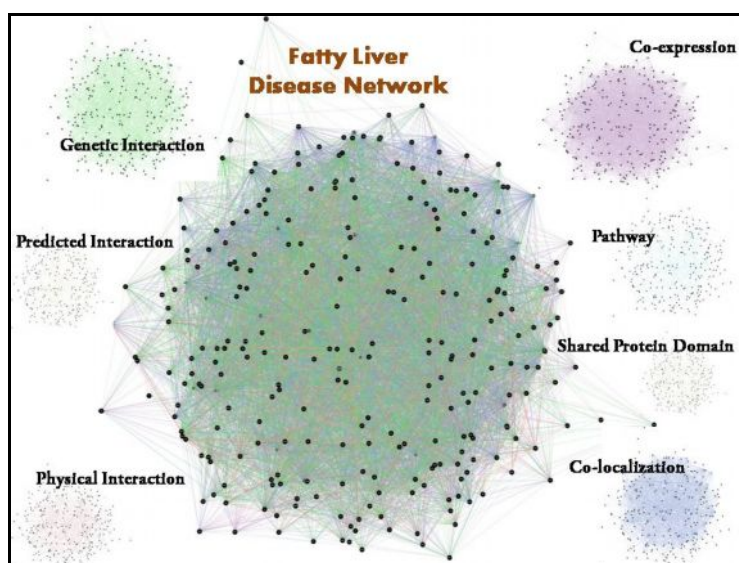 Fatty Liver
Disease Network
Co-expression
Genetic Interaction
Predicted Interaction
Pathway
Shared Protein Domain
Physical Interaction
Co-localization